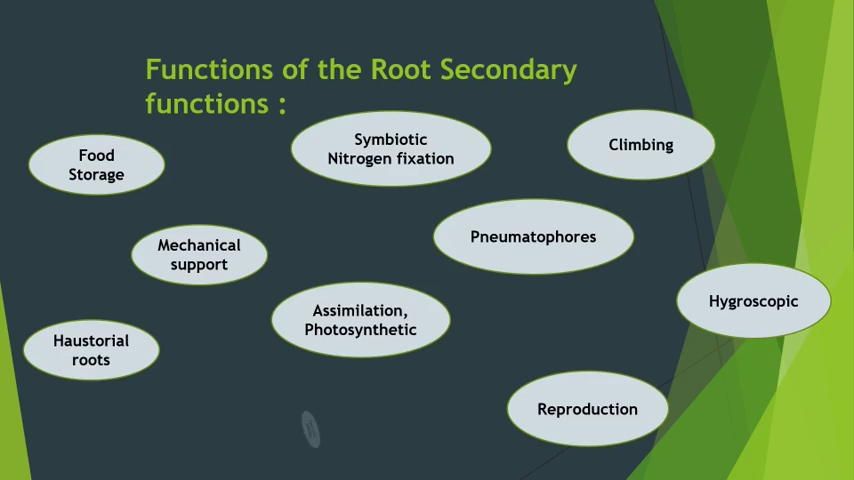 Functions of the Root Secondary
functions :
Food
Storage
Symbiotic
Nitrogen fixation
Climbing
Mechanical
support
Pneumatophores
Assimilation,
Photosynthetic
Hygroscopic
Haustorial
roots
Reproduction